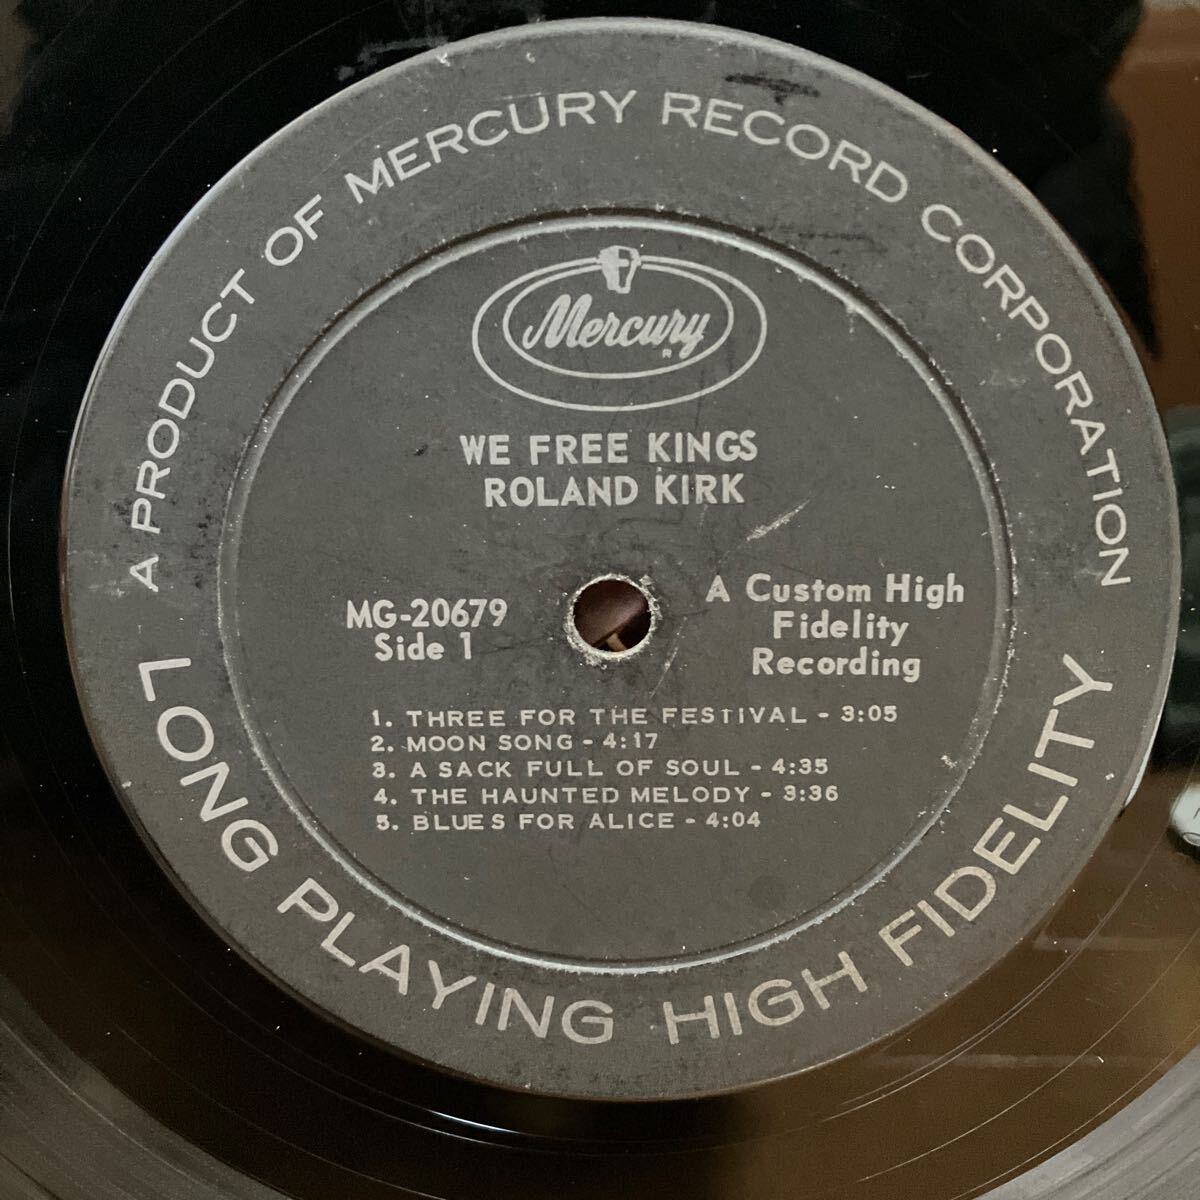 A PRODUCT OF MERCURY RECORD CORPORATION
Mercury
R
WE FREE KINGS
ROLAND KIRK
MG-20679
Side 1
A Custom High
Fidelity
Recording
1. THREE FOR THE FESTIVAL - 3:05
2. MOON SONG - 4:17
3. A SACK FULL OF SOUL - 4:35
4. THE HAUNTED MELODY - 3:36
5. BLUES FOR ALICE - 4:04
LONG PLAYING HIGH FIDELITY